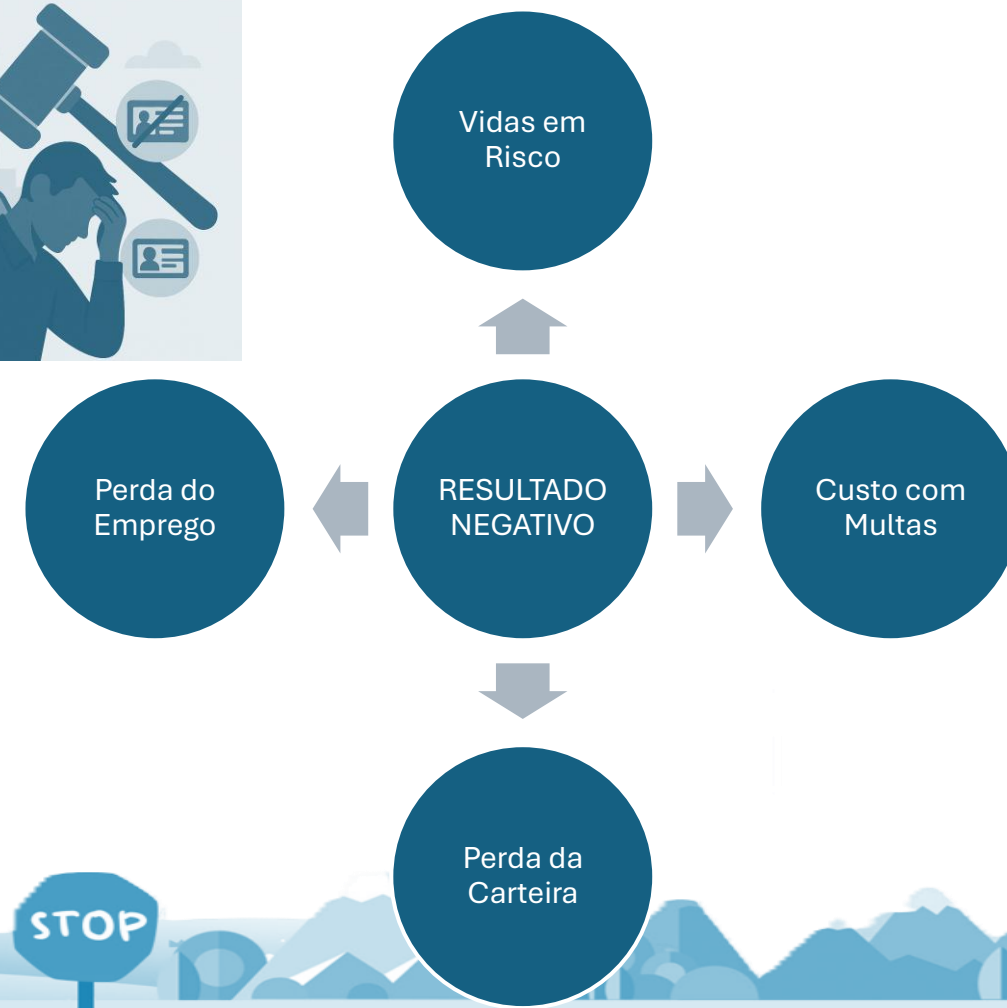 Vidas em
Risco
Perda do
Emprego
RESULTADO
NEGATIVO
Custo com
Multas
Perda da
Carteira
STOP